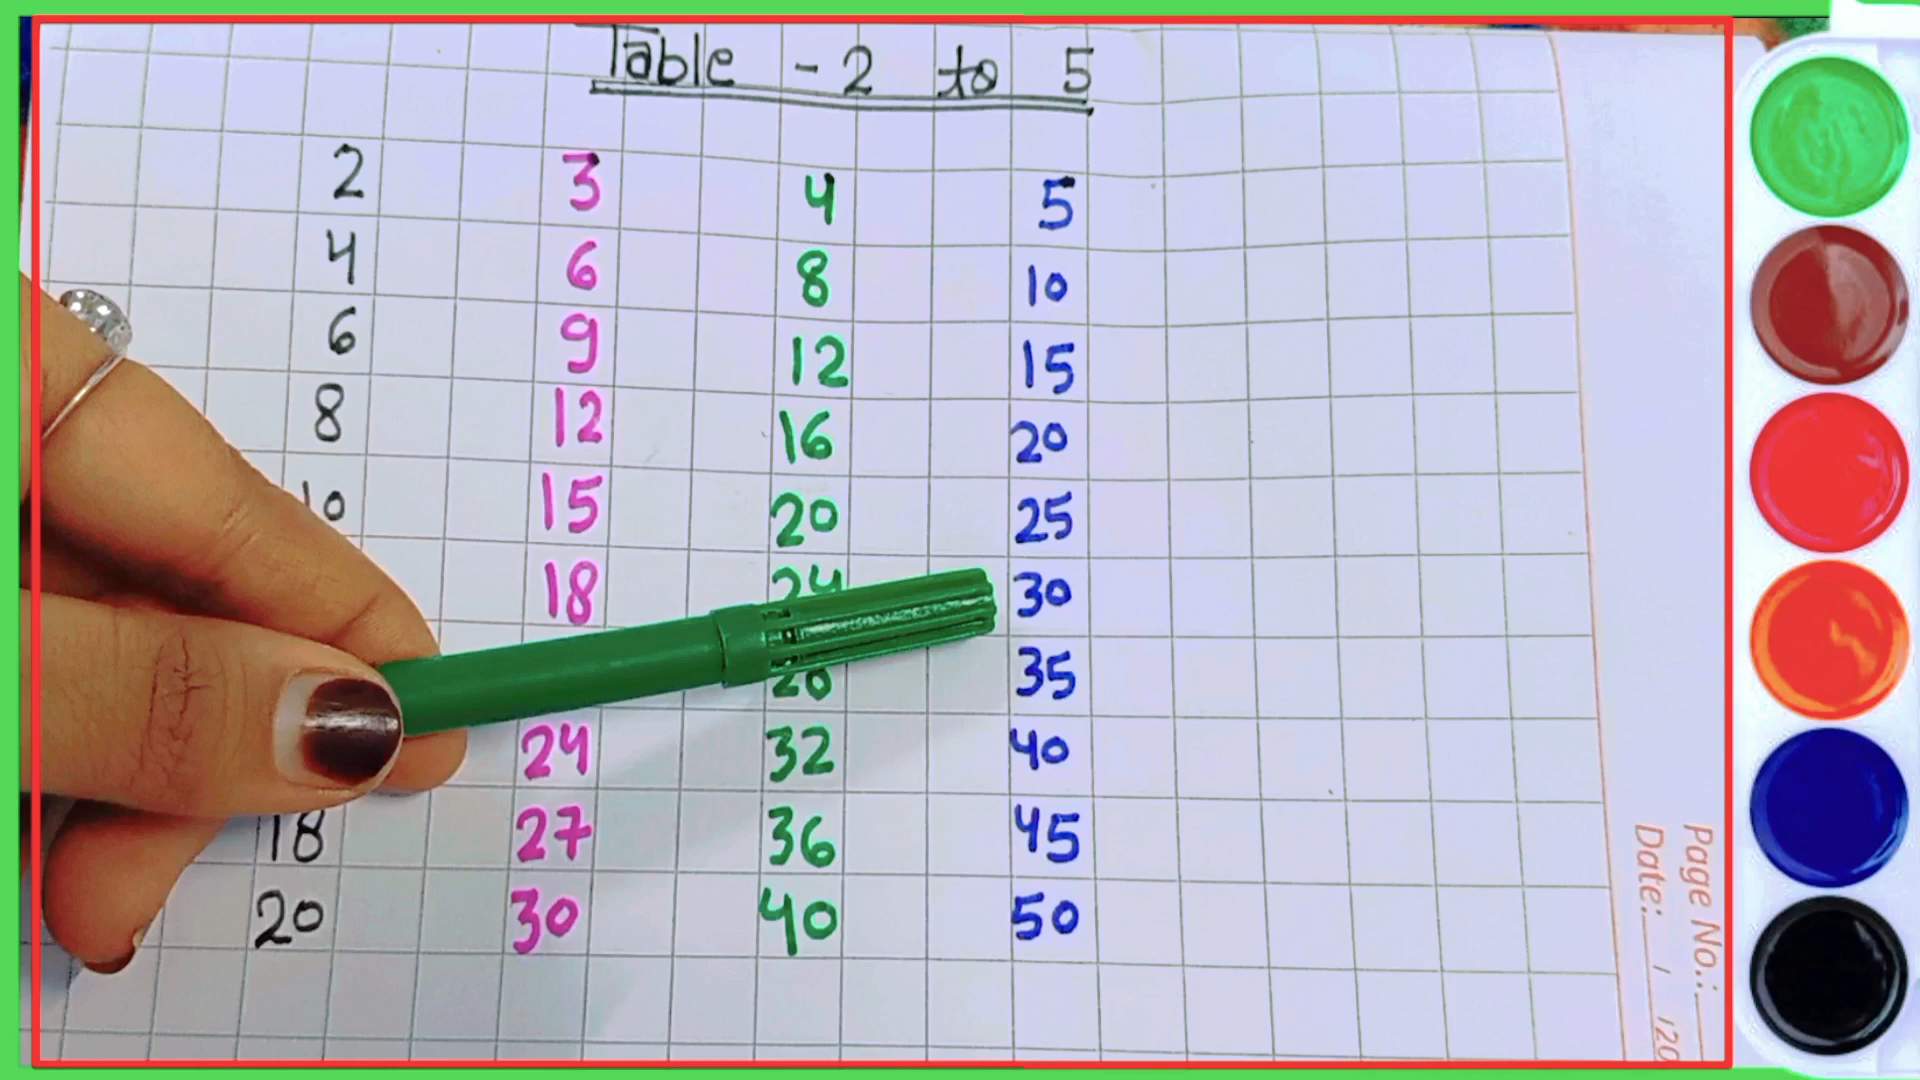 Table - 2 to 5
2 3 4 5
4 6 8 10
6 9 12 15
8 12 16 20
10 15 20 25
18 24 30
35
24 32 40
18 27 36 45
20 30 40 50
Page No.:
Date: / /20